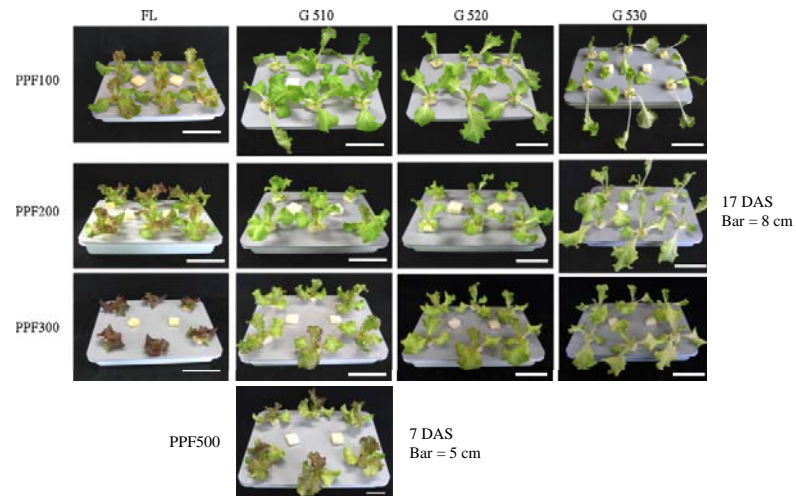 FL G 510 G 520 G 530
PPF100
PPF200
17 DAS
Bar = 8 cm
PPF300
PPF500
7 DAS
Bar = 5 cm